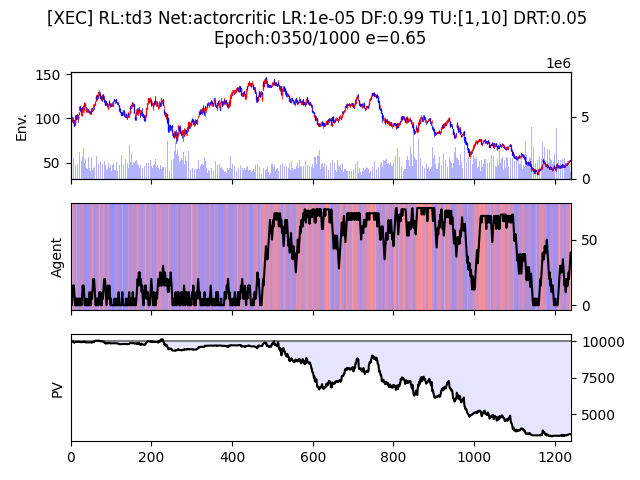 [XEC] RL:td3 Net:actorcritic LR:1e-05 DF:0.99 TU:[1,10] DRT:0.05
Epoch:0350/1000 e=0.65
1e6
150
100
50
Env.
5
0
Agent
50
0
PV
10000
7500
5000
0 200 400 600 800 1000 1200